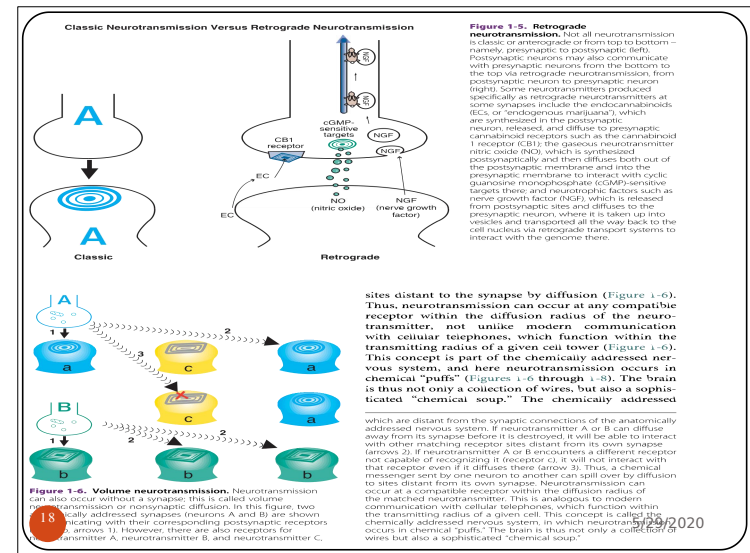 Classic Neurotransmission Versus Retrograde Neurotransmission
A
A
Classic
CB1
receptor
cGMP-
sensitive
targets
NGF
NGF
NGF
NGF
EC
EC
NO
(nitric oxide)
NGF
(nerve growth
factor)
Retrograde
Figure 1-5. Retrograde
neurotransmission. Not all neurotransmission
is classic or anterograde or from top to bottom –
namely, presynaptic to postsynaptic (left).
Postsynaptic neurons may also communicate
with presynaptic neurons from the bottom to
the top via retrograde neurotransmission, from
postsynaptic neuron to presynaptic neuron
(right). Some neurotransmitters produced
specifically as retrograde neurotransmitters at
some synapses include the endocannabinoids
(ECs, or "endogenous marijuana"), which
are synthesized in the postsynaptic
neuron, released, and diffuse to presynaptic
cannabinoid receptors such as the cannabinoid
1 receptor (CB1); the gaseous neurotransmitter
nitric oxide (NO), which is synthesized
postsynaptically and then diffuses both out of
the postsynaptic membrane and into the
presynaptic membrane to interact with cyclic
guanosine monophosphate (cGMP)-sensitive
targets there; and neurotrophic factors such as
nerve growth factor (NGF), which is released
from postsynaptic sites and diffuses to the
presynaptic neuron, where it is taken up into
vesicles and transported all the way back to the
cell nucleus via retrograde transport systems to
interact with the genome there.
A
1
2
3
a
c
a
c
a
B
1
2
2
b
b
b
Figure 1-6. Volume neurotransmission. Neurotransmission
can also occur without a synapse; this is called volume
neurotransmission or nonsynaptic diffusion. In this figure, two
ically addressed synapses (neurons A and B) are shown
nicating with their corresponding postsynaptic receptors
arrows 1). However, there are also receptors for
transmitter A, neurotransmitter B, and neurotransmitter C,
sites distant to the synapse by diffusion (Figure 1-6).
Thus, neurotransmission can occur at any compatible
receptor within the diffusion radius of the neuro-
transmitter, not unlike modern communication
with cellular telephones, which function within the
transmitting radius of a given cell tower (Figure 1-6).
This concept is part of the chemically addressed ner-
vous system, and here neurotransmission occurs in
chemical "puffs" (Figures 1-6 through 1-8). The brain
is thus not only a collection of wires, but also a sophis-
ticated "chemical soup." The chemically addressed
which are distant from the synaptic connections of the anatomically
addressed nervous system. If neurotransmitter A or B can diffuse
away from its synapse before it is destroyed, it will be able to interact
with other matching receptor sites distant from its own synapse
(arrows 2). If neurotransmitter A or B encounters a different receptor
not capable of recognizing it (receptor c), it will not interact with
that receptor even if it diffuses there (arrow 3). Thus, a chemical
messenger sent by one neuron to another can spill over by diffusion
to sites distant from its own synapse. Neurotransmission can
occur at a compatible receptor within the diffusion radius of
the matched neurotransmitter. This is analogous to modern
communication with cellular telephones, which function within
the transmitting radius of a given cell. This concept is called the
chemically addressed nervous system, in which neurotransmission
occurs in chemical "puffs." The brain is thus not only a collection of
wires but also a sophisticated "chemical soup."
18
5/29/2020